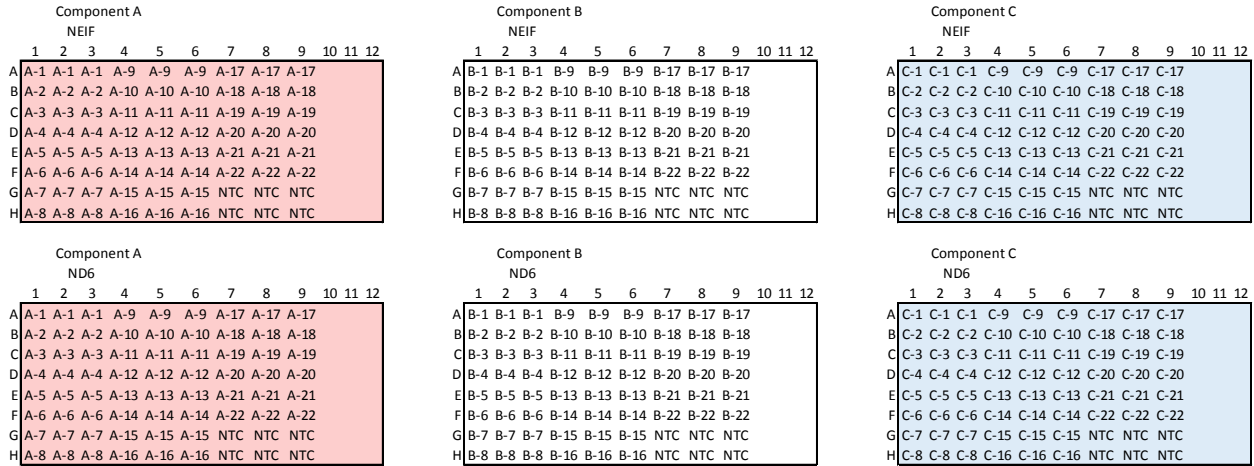 Component A
NEIF
1 2 3 4 5 6 7 8 9 10 11 12
A A-1 A-1 A-1 A-9 A-9 A-9 A-17 A-17 A-17
B A-2 A-2 A-2 A-10 A-10 A-10 A-18 A-18 A-18
C A-3 A-3 A-3 A-11 A-11 A-11 A-19 A-19 A-19
D A-4 A-4 A-4 A-12 A-12 A-12 A-20 A-20 A-20
E A-5 A-5 A-5 A-13 A-13 A-13 A-21 A-21 A-21
F A-6 A-6 A-6 A-14 A-14 A-14 A-22 A-22 A-22
G A-7 A-7 A-7 A-15 A-15 A-15 NTC NTC NTC
H A-8 A-8 A-8 A-16 A-16 A-16 NTC NTC NTC
Component B
NEIF
1 2 3 4 5 6 7 8 9 10 11 12
A B-1 B-1 B-1 B-9 B-9 B-9 B-17 B-17 B-17
B B-2 B-2 B-2 B-10 B-10 B-10 B-18 B-18 B-18
C B-3 B-3 B-3 B-11 B-11 B-11 B-19 B-19 B-19
D B-4 B-4 B-4 B-12 B-12 B-12 B-20 B-20 B-20
E B-5 B-5 B-5 B-13 B-13 B-13 B-21 B-21 B-21
F B-6 B-6 B-6 B-14 B-14 B-14 B-22 B-22 B-22
G B-7 B-7 B-7 B-15 B-15 B-15 NTC NTC NTC
H B-8 B-8 B-8 B-16 B-16 B-16 NTC NTC NTC
Component C
NEIF
1 2 3 4 5 6 7 8 9 10 11 12
A C-1 C-1 C-1 C-9 C-9 C-9 C-17 C-17 C-17
B C-2 C-2 C-2 C-10 C-10 C-10 C-18 C-18 C-18
C C-3 C-3 C-3 C-11 C-11 C-11 C-19 C-19 C-19
D C-4 C-4 C-4 C-12 C-12 C-12 C-20 C-20 C-20
E C-5 C-5 C-5 C-13 C-13 C-13 C-21 C-21 C-21
F C-6 C-6 C-6 C-14 C-14 C-14 C-22 C-22 C-22
G C-7 C-7 C-7 C-15 C-15 C-15 NTC NTC NTC
H C-8 C-8 C-8 C-16 C-16 C-16 NTC NTC NTC
Component A
ND6
1 2 3 4 5 6 7 8 9 10 11 12
A A-1 A-1 A-1 A-9 A-9 A-9 A-17 A-17 A-17
B A-2 A-2 A-2 A-10 A-10 A-10 A-18 A-18 A-18
C A-3 A-3 A-3 A-11 A-11 A-11 A-19 A-19 A-19
D A-4 A-4 A-4 A-12 A-12 A-12 A-20 A-20 A-20
E A-5 A-5 A-5 A-13 A-13 A-13 A-21 A-21 A-21
F A-6 A-6 A-6 A-14 A-14 A-14 A-22 A-22 A-22
G A-7 A-7 A-7 A-15 A-15 A-15 NTC NTC NTC
H A-8 A-8 A-8 A-16 A-16 A-16 NTC NTC NTC
Component B
ND6
1 2 3 4 5 6 7 8 9 10 11 12
A B-1 B-1 B-1 B-9 B-9 B-9 B-17 B-17 B-17
B B-2 B-2 B-2 B-10 B-10 B-10 B-18 B-18 B-18
C B-3 B-3 B-3 B-11 B-11 B-11 B-19 B-19 B-19
D B-4 B-4 B-4 B-12 B-12 B-12 B-20 B-20 B-20
E B-5 B-5 B-5 B-13 B-13 B-13 B-21 B-21 B-21
F B-6 B-6 B-6 B-14 B-14 B-14 B-22 B-22 B-22
G B-7 B-7 B-7 B-15 B-15 B-15 NTC NTC NTC
H B-8 B-8 B-8 B-16 B-16 B-16 NTC NTC NTC
Component C
ND6
1 2 3 4 5 6 7 8 9 10 11 12
A C-1 C-1 C-1 C-9 C-9 C-9 C-17 C-17 C-17
B C-2 C-2 C-2 C-10 C-10 C-10 C-18 C-18 C-18
C C-3 C-3 C-3 C-11 C-11 C-11 C-19 C-19 C-19
D C-4 C-4 C-4 C-12 C-12 C-12 C-20 C-20 C-20
E C-5 C-5 C-5 C-13 C-13 C-13 C-21 C-21 C-21
F C-6 C-6 C-6 C-14 C-14 C-14 C-22 C-22 C-22
G C-7 C-7 C-7 C-15 C-15 C-15 NTC NTC NTC
H C-8 C-8 C-8 C-16 C-16 C-16 NTC NTC NTC